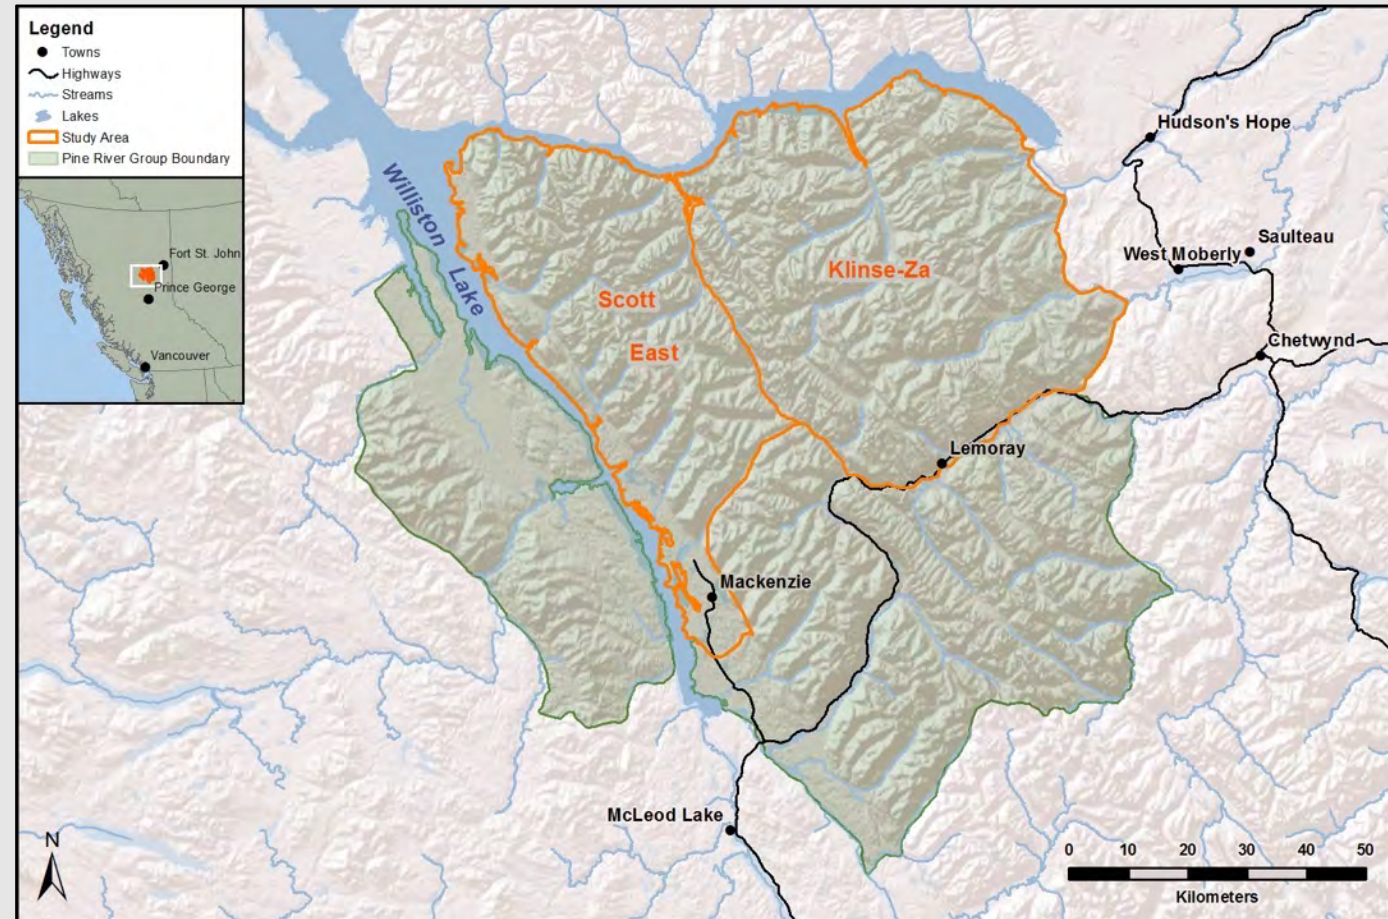 Legend
Towns
Highways
Streams
Lakes
Study Area
Pine River Group Boundary
Fort St. John
Prince George
Vancouver
Williston
Lake
Hudson's Hope
Saulteau
West Moberly
Klinse-Za
Scott
East
Chetwynd
Lemoray
Mackenzie
McLeod Lake
N
0 10 20 30 40 50
Kilometers